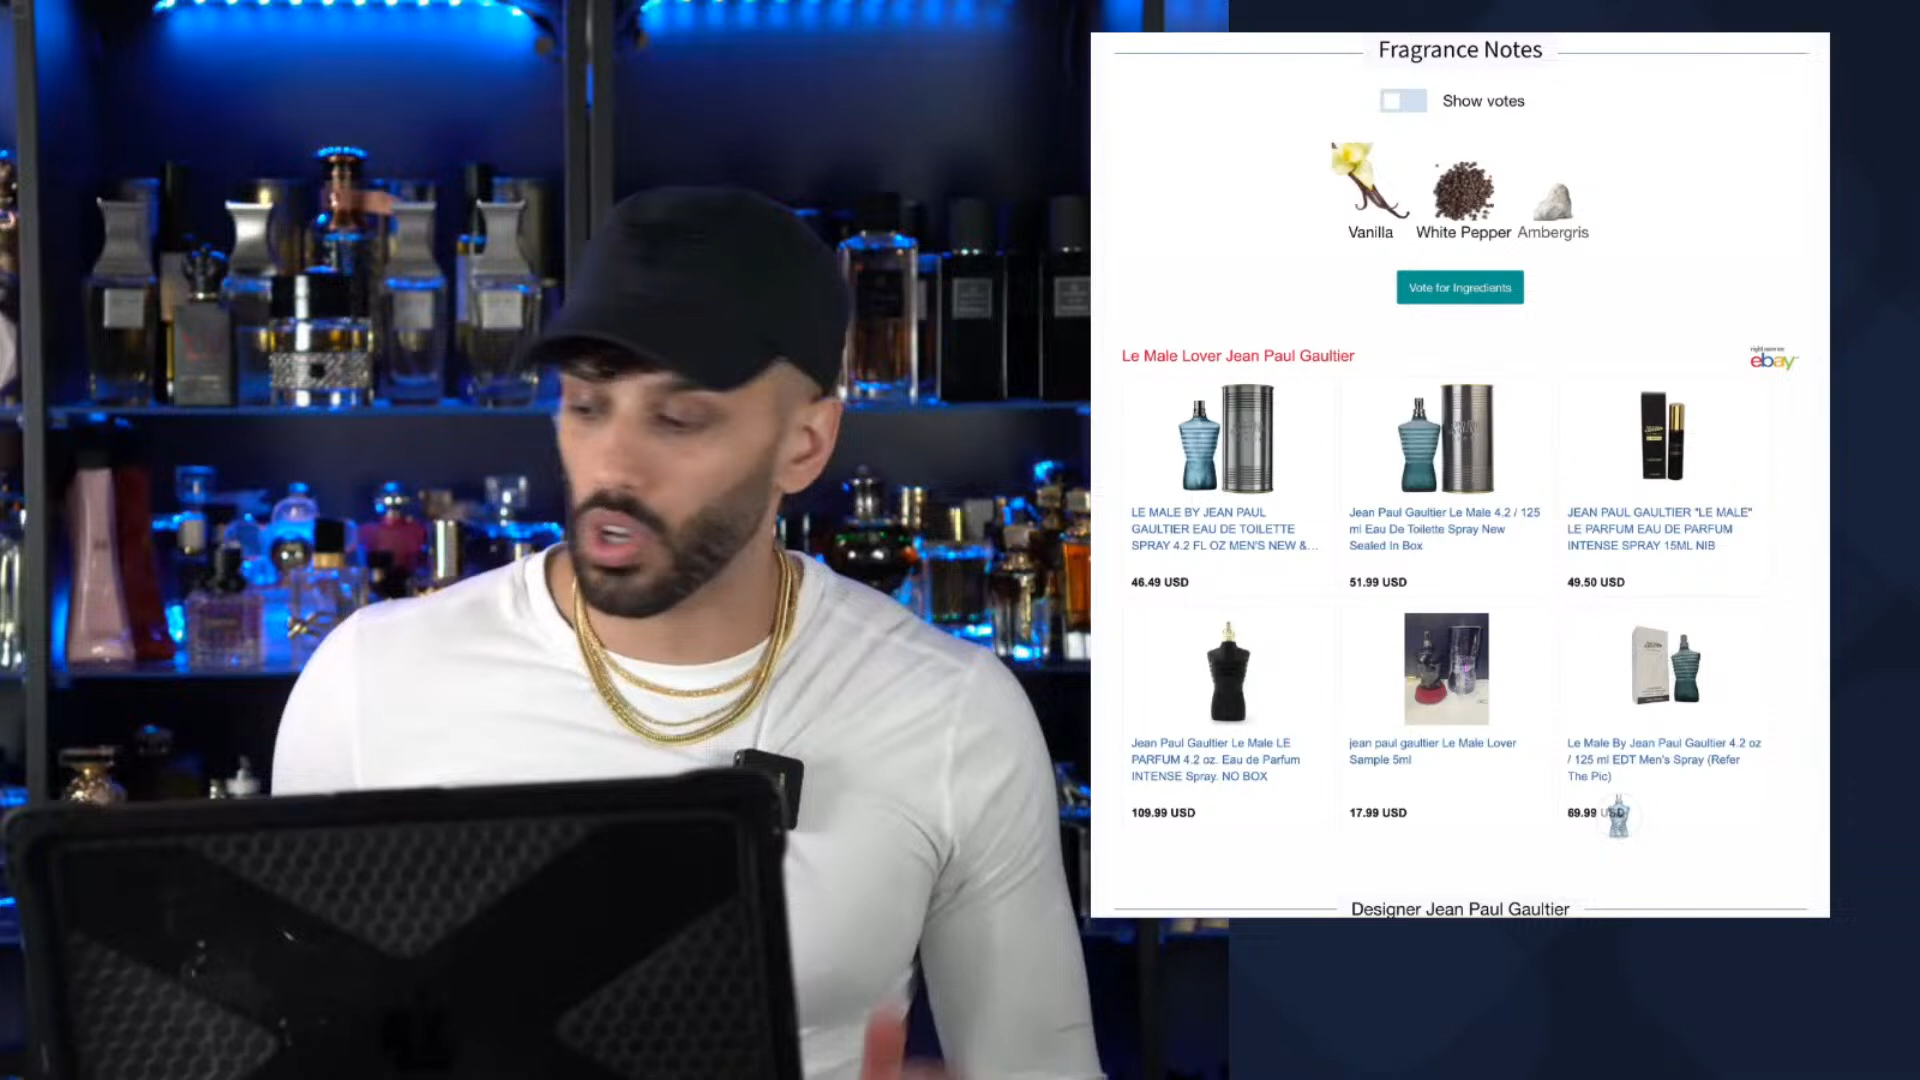 Fragrance Notes
Show votes
Vanilla
White Pepper
Ambergris
Vote for Ingredients
Le Male Lover Jean Paul Gaultier
ebay
LE MALE BY JEAN PAUL
GAULTIER EAU DE TOILETTE
SPRAY 4.2 FL OZ MEN'S NEW &...
46.49 USD
Jean Paul Gaultier Le Male 4.2 / 125
ml Eau De Toilette Spray New
Sealed In Box
51.99 USD
JEAN PAUL GAULTIER "LE MALE"
LE PARFUM EAU DE PARFUM
INTENSE SPRAY 15ML NIB
49.50 USD
Jean Paul Gaultier Le Male LE
PARFUM 4.2 oz. Eau de Parfum
INTENSE Spray. NO BOX
109.99 USD
jean paul gaultier Le Male Lover
Sample 5ml
17.99 USD
Le Male By Jean Paul Gaultier 4.2 oz
/ 125 ml EDT Men's Spray (Refer
The Pic)
69.99 USD
Designer Jean Paul Gaultier